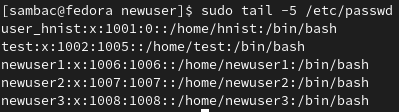 [sambac@fedora newuser]$ sudo tail -5 /etc/passwd
user_hnist:x:1001:0::/home/hnist:/bin/bash
test:x:1002:1005::/home/test:/bin/bash
newuser1:x:1006:1006::/home/newuser1:/bin/bash
newuser2:x:1007:1007::/home/newuser2:/bin/bash
newuser3:x:1008:1008::/home/newuser3:/bin/bash